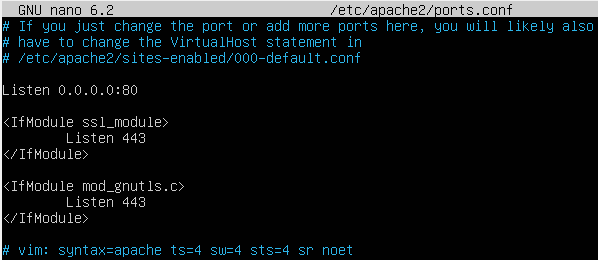 GNU nano 6.2 /etc/apache2/ports.conf
# If you just change the port or add more ports here, you will likely also
# have to change the VirtualHost statement in
# /etc/apache2/sites-enabled/000-default.conf
Listen 0.0.0.0:80
<IfModule ssl_module>
Listen 443
</IfModule>
<IfModule mod_gnutls.c>
Listen 443
</IfModule>
# vim: syntax=apache ts=4 sw=4 sts=4 sr noet